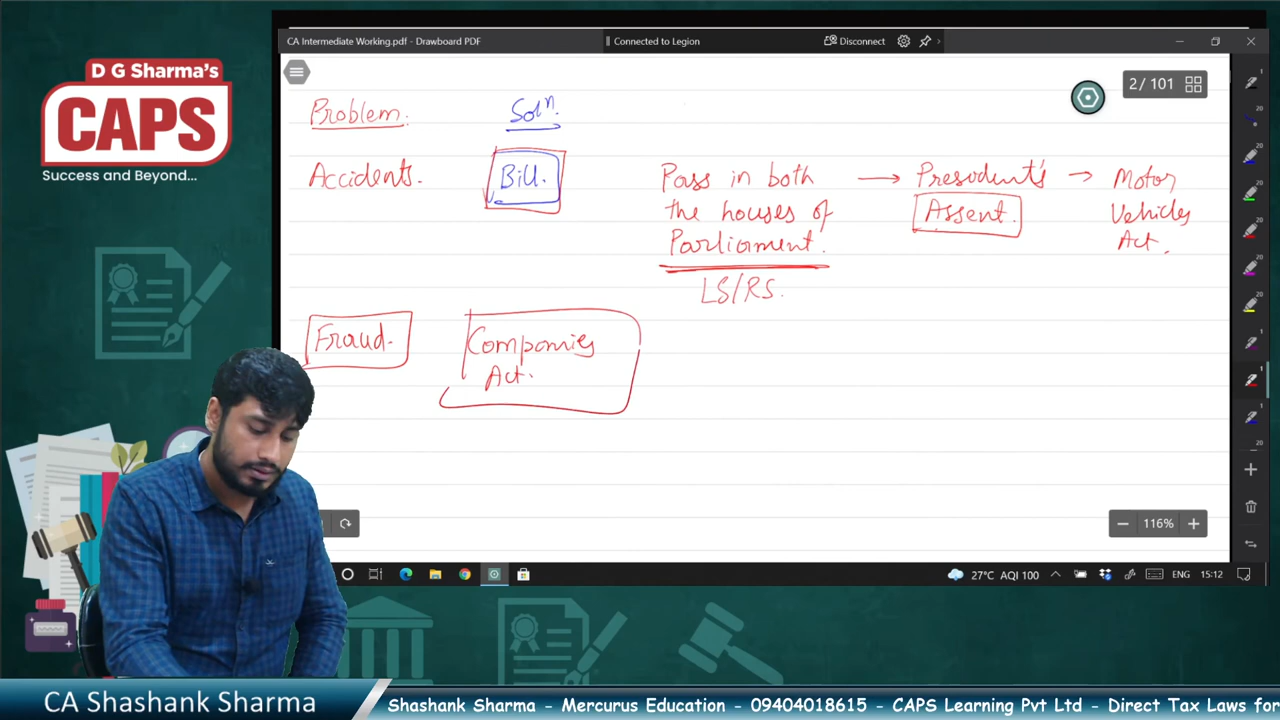 D G Sharma's
CAPS
Success and Beyond...
CA Intermediate Working.pdf - Drawboard PDF
Connected to Legion
Disconnect
2 / 101
Problem.
Solⁿ.
Accidents.
Bill.
Pass in both
the houses of
Parliament.
LS/RS.
→ Presodent's →
Assent.
Motor
Vehicles
Act.
Fraud.
Companies
Act.
116%
27°C AQI 100
ENG
15:12
CA Shashank Sharma
Shashank Sharma - Mercurus Education - 09404018615 - CAPS Learning Pvt Ltd - Direct Tax Laws for